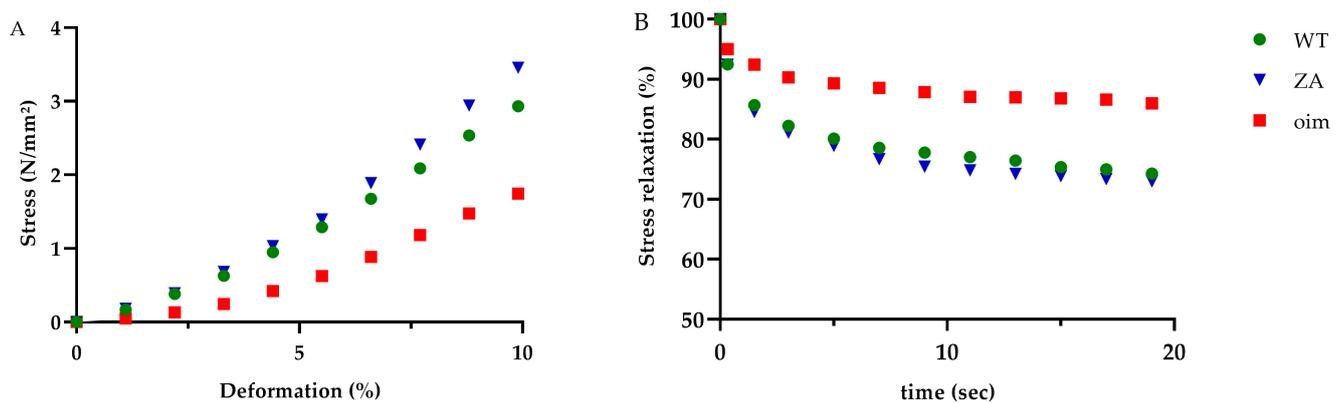 A
Stress (N/mm²)
4
3
2
1
0
0 5 10
Deformation (%)
B
Stress relaxation (%)
100
90
80
70
60
50
0 10 20
time (sec)
WT
ZA
oim